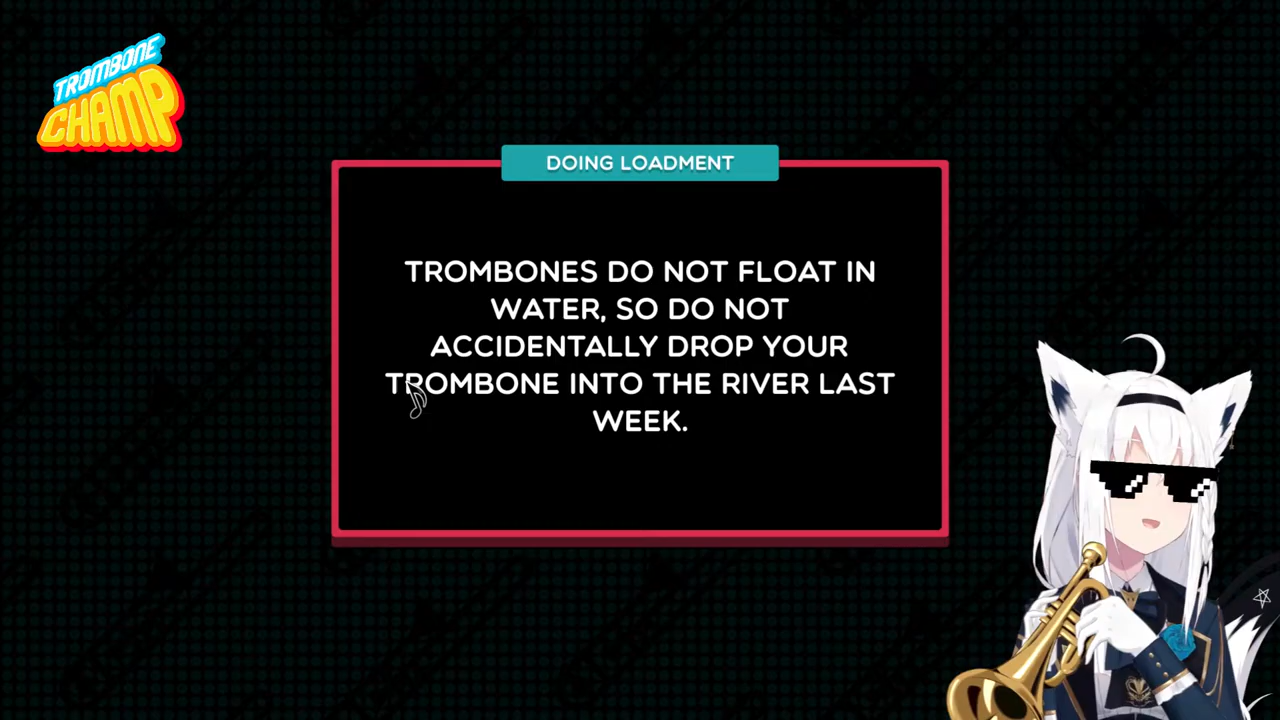 TROMBONE
CHAMP
DOING LOADMENT
TROMBONES DO NOT FLOAT IN
WATER, SO DO NOT
ACCIDENTALLY DROP YOUR
TROMBONE INTO THE RIVER LAST
WEEK.